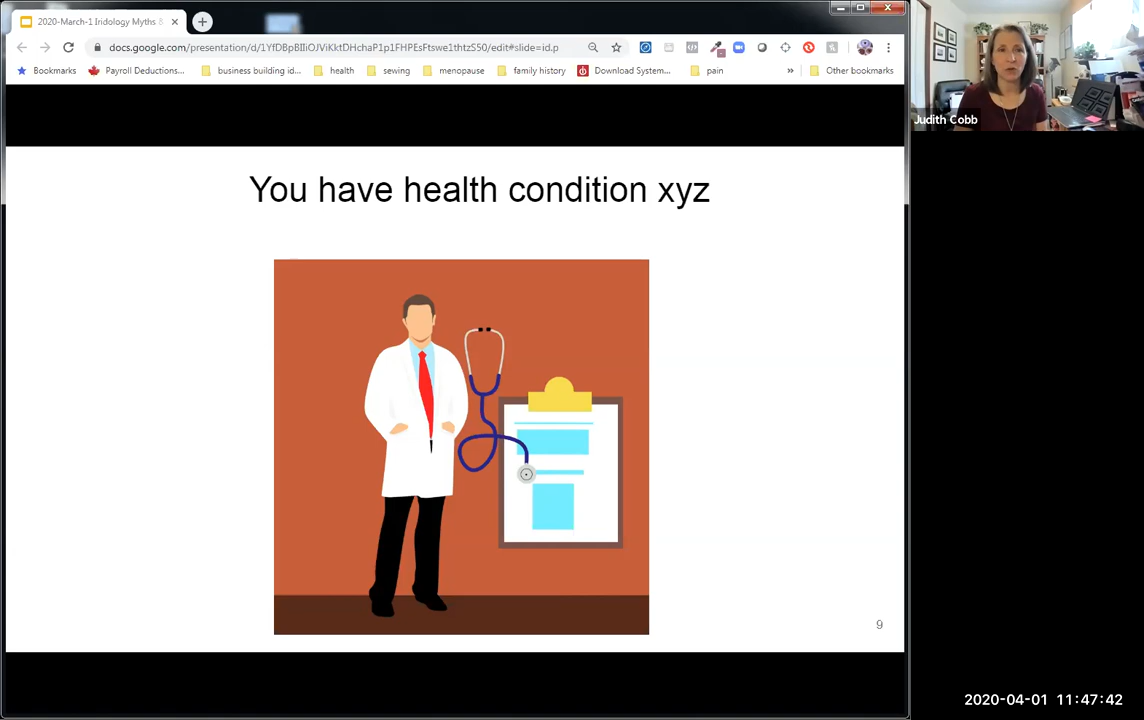 2020-March-1 Iridology Myths &
docs.google.com/presentation/d/1YfDBpBIIiOJViKktDHchaP1p1FHPEsFtswe1thtzS50/edit#slide=id.p
Bookmarks
Payroll Deductions...
business building id...
health
sewing
menopause
family history
Download System...
pain
»
Other bookmarks
Judith Cobb
You have health condition xyz
9
2020-04-01 11:47:42